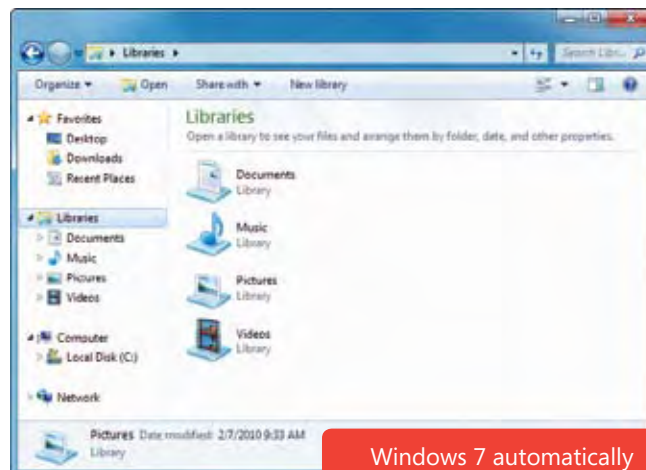 Libraries
Search Libr...
Organize
Open
Share with
New library
Favorites
Desktop
Downloads
Recent Places
Libraries
Documents
Music
Pictures
Videos
Computer
Local Disk (C:)
Network
Libraries
Open a library to see your files and arrange them by folder, date, and other properties.
Documents
Library
Music
Library
Pictures
Library
Videos
Library
Pictures Date modified: 2/7/2010 9:33 AM
Library
Windows 7 automatically